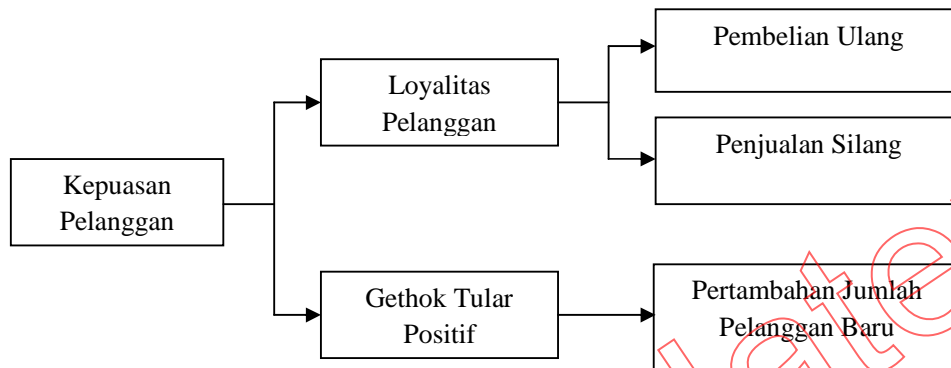 Pembelian Ulang
Loyalitas
Pelanggan
Penjualan Silang
Kepuasan
Pelanggan
Gethok Tular
Positif
Pertambahan Jumlah
Pelanggan Baru